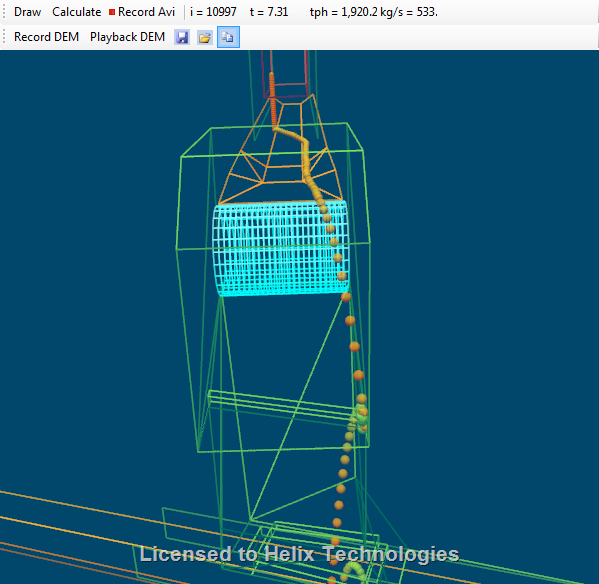 Draw Calculate Record Avi i = 10997 t = 7.31 tph = 1,920.2 kg/s = 533.
Record DEM Playback DEM
Licensed to Helix Technologies